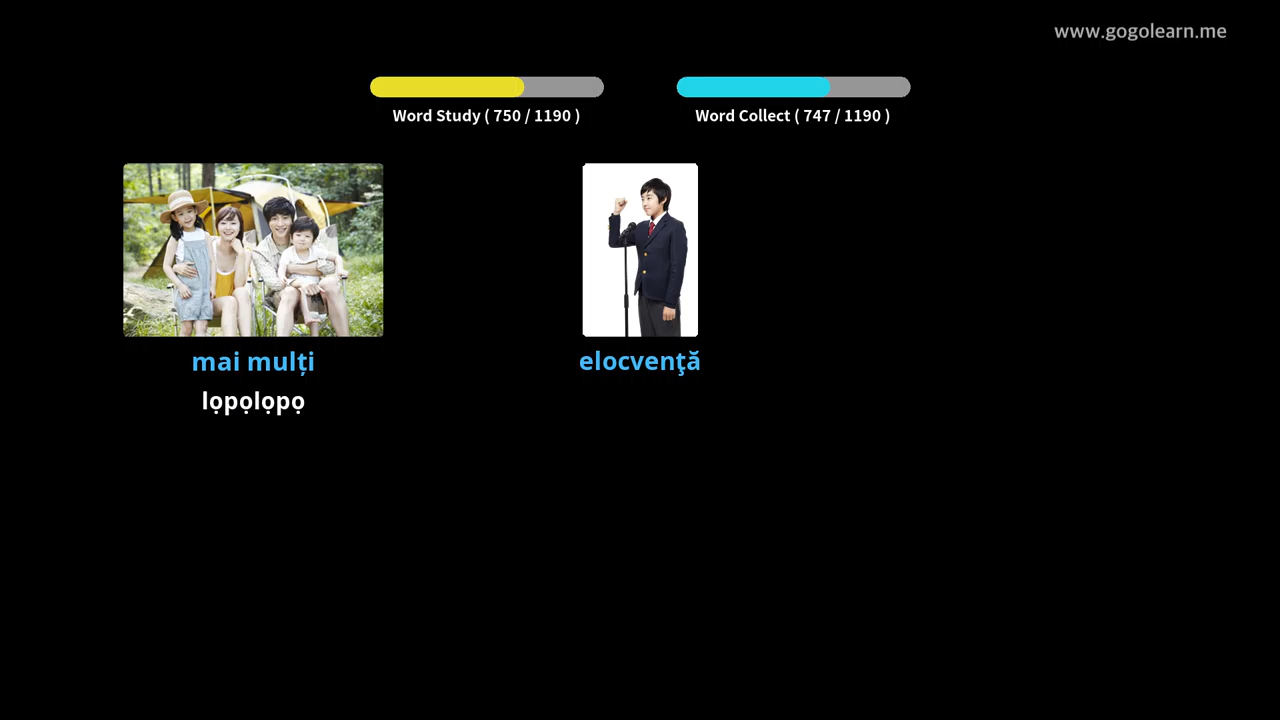 www.gogolearn.me
Word Study ( 750 / 1190 )
Word Collect ( 747 / 1190 )
mai mulți
lọpọlọpọ
elocvenţă